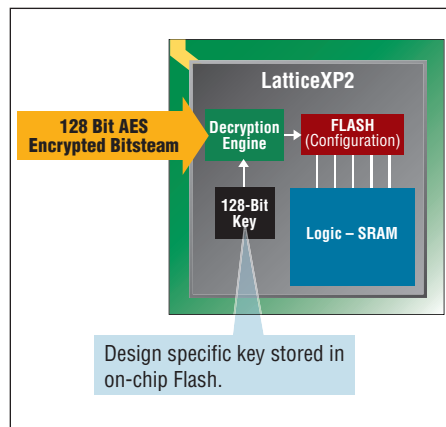 LatticeXP2
128 Bit AES
Encrypted Bitsteam
Decryption
Engine
FLASH
(Configuration)
128-Bit
Key
Logic – SRAM
Design specific key stored in
on-chip Flash.